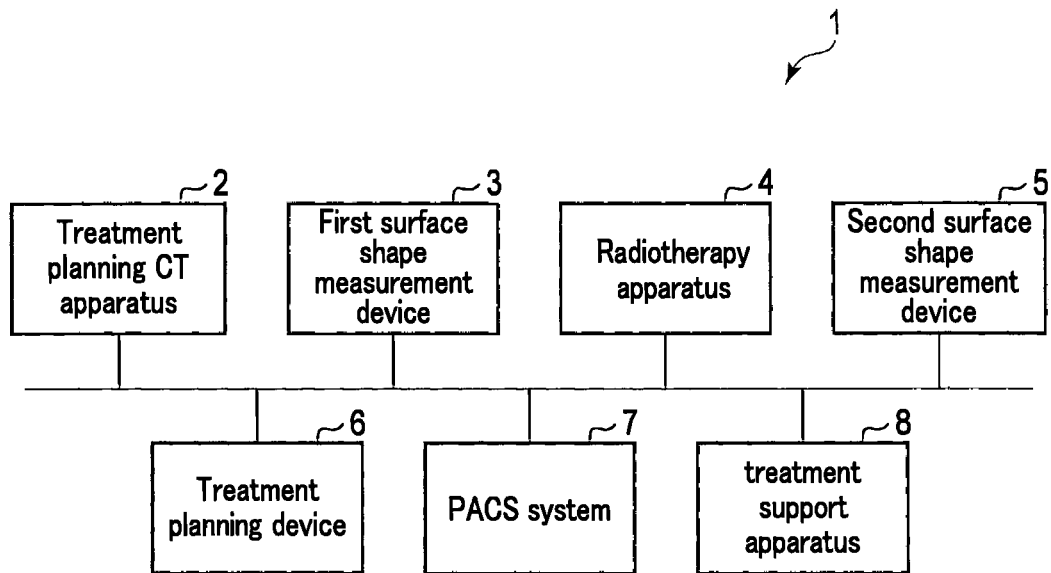 1
2
Treatment
planning CT
apparatus
3
First surface
shape
measurement
device
4
Radiotherapy
apparatus
5
Second surface
shape
measurement
device
6
Treatment
planning device
7
PACS system
8
treatment
support
apparatus